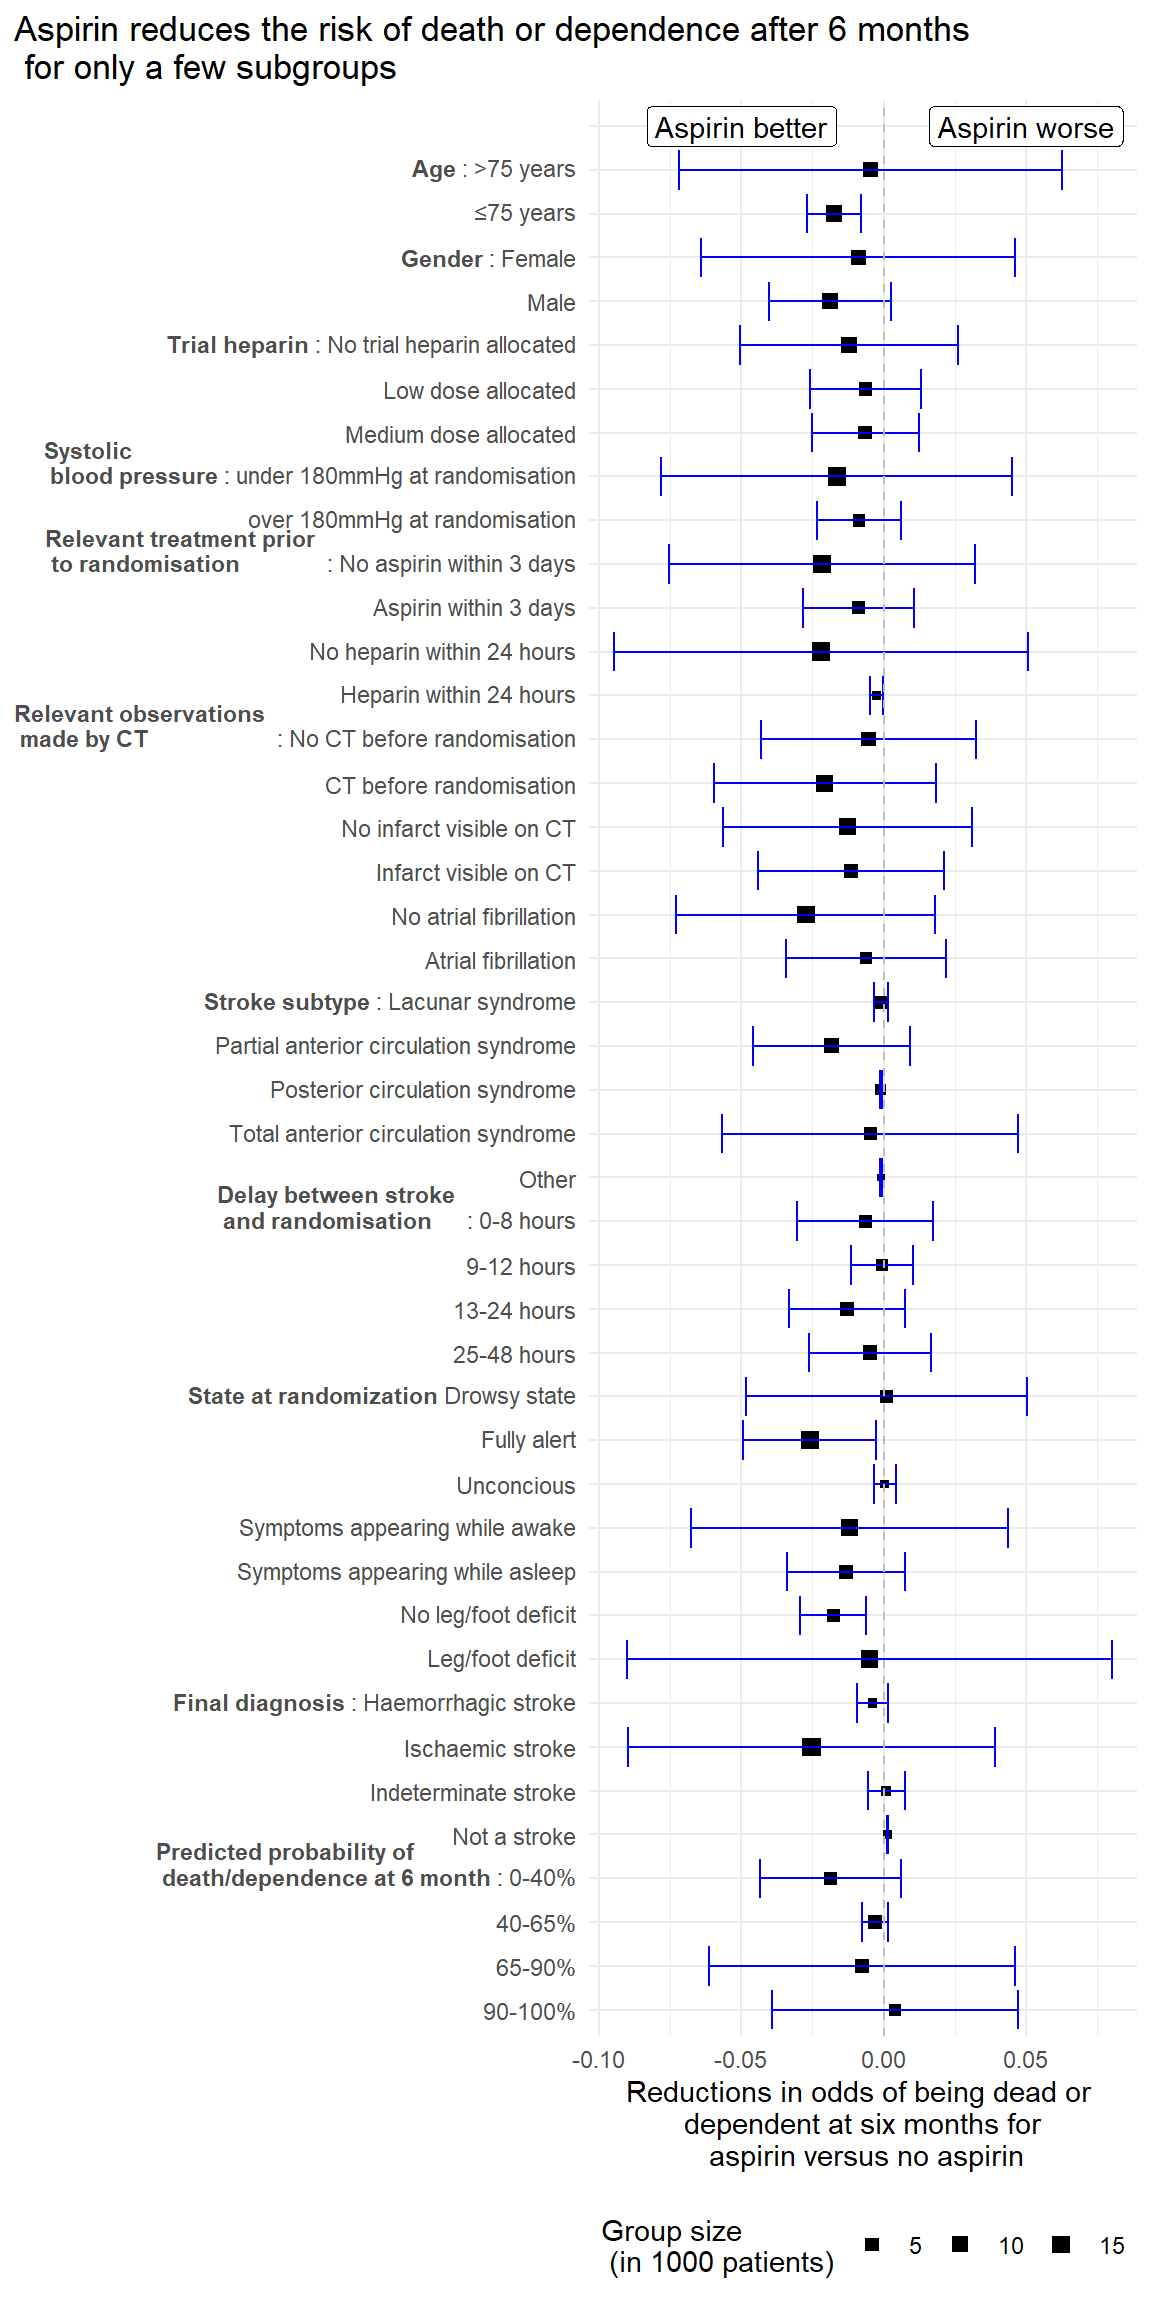 Aspirin reduces the risk of death or dependence after 6 months
for only a few subgroups
Aspirin better
Aspirin worse
Age : >75 years
≤75 years
Gender : Female
Male
Trial heparin : No trial heparin allocated
Low dose allocated
Medium dose allocated
Systolic
blood pressure : under 180mmHg at randomisation
over 180mmHg at randomisation
Relevant treatment prior
to randomisation : No aspirin within 3 days
Aspirin within 3 days
No heparin within 24 hours
Heparin within 24 hours
Relevant observations
made by CT : No CT before randomisation
CT before randomisation
No infarct visible on CT
Infarct visible on CT
No atrial fibrillation
Atrial fibrillation
Stroke subtype : Lacunar syndrome
Partial anterior circulation syndrome
Posterior circulation syndrome
Total anterior circulation syndrome
Other
Delay between stroke
and randomisation : 0-8 hours
9-12 hours
13-24 hours
25-48 hours
State at randomization Drowsy state
Fully alert
Unconcious
Symptoms appearing while awake
Symptoms appearing while asleep
No leg/foot deficit
Leg/foot deficit
Final diagnosis : Haemorrhagic stroke
Ischaemic stroke
Indeterminate stroke
Not a stroke
Predicted probability of
death/dependence at 6 month : 0-40%
40-65%
65-90%
90-100%
-0.10 -0.05 0.00 0.05
Reductions in odds of being dead or
dependent at six months for
aspirin versus no aspirin
Group size
(in 1000 patients)
5 10 15